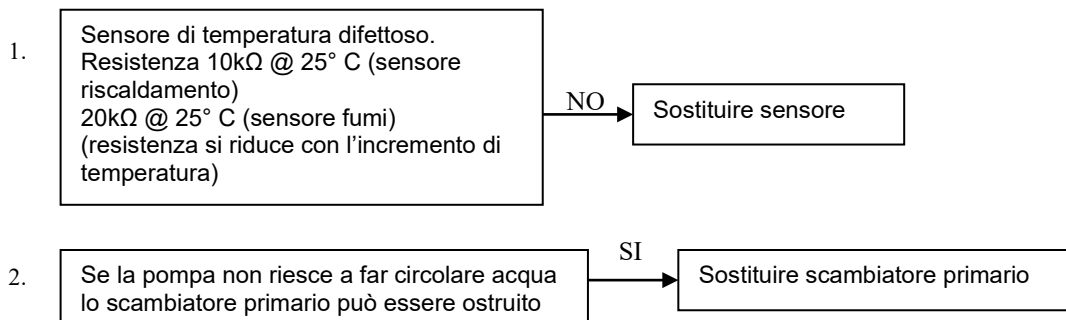 1.
Sensore di temperatura difettoso.
Resistenza 10kΩ @ 25° C (sensore
riscaldamento)
20kΩ @ 25° C (sensore fumi)
(resistenza si riduce con l'incremento di
temperatura)
NO
Sostituire sensore
2.
Se la pompa non riesce a far circolare acqua
lo scambiatore primario può essere ostruito
SI
Sostituire scambiatore primario